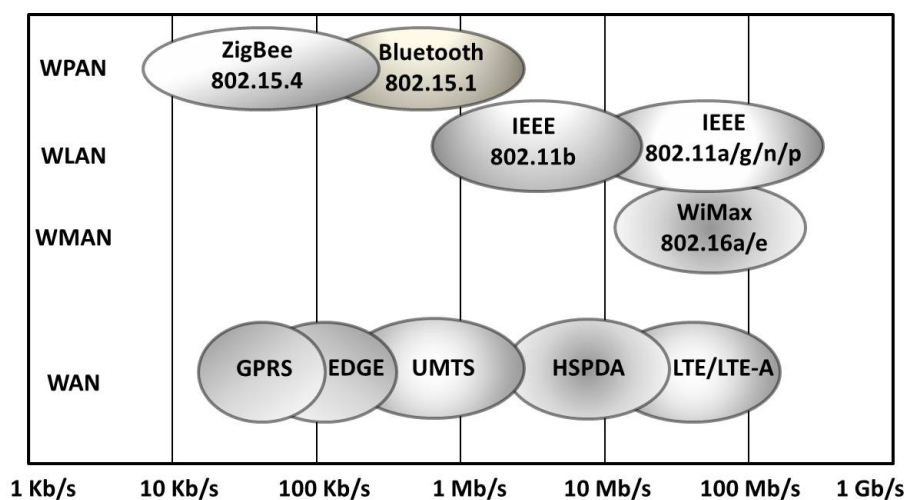 WPAN
ZigBee
802.15.4
Bluetooth
802.15.1
WLAN
IEEE
802.11b
IEEE
802.11a/g/n/p
WMAN
WiMax
802.16a/e
WAN
GPRS
EDGE
UMTS
HSPDA
LTE/LTE-A
1 Kb/s
10 Kb/s
100 Kb/s
1 Mb/s
10 Mb/s
100 Mb/s
1 Gb/s